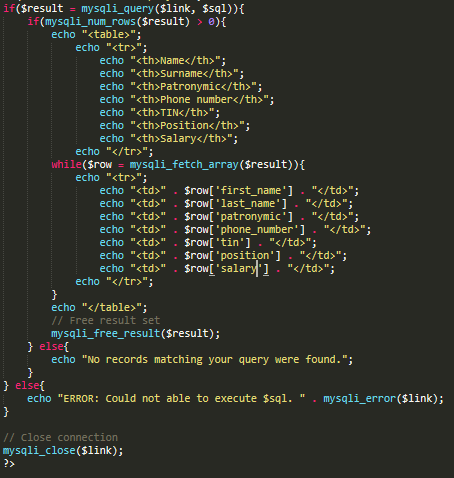 if($result = mysqli_query($link, $sql)){
    if(mysqli_num_rows($result) > 0){
        echo "<table>";
            echo "<tr>";
                echo "<th>Name</th>";
                echo "<th>Surname</th>";
                echo "<th>Patronymic</th>";
                echo "<th>Phone number</th>";
                echo "<th>TIN</th>";
                echo "<th>Position</th>";
                echo "<th>Salary</th>";
            echo "</tr>";
        while($row = mysqli_fetch_array($result)){
            echo "<tr>";
                echo "<td>" . $row['first_name'] . "</td>";
                echo "<td>" . $row['last_name'] . "</td>";
                echo "<td>" . $row['patronymic'] . "</td>";
                echo "<td>" . $row['phone_number'] . "</td>";
                echo "<td>" . $row['tin'] . "</td>";
                echo "<td>" . $row['position'] . "</td>";
                echo "<td>" . $row['salary'] . "</td>";
            echo "</tr>";
        }
        echo "</table>";
        // Free result set
        mysqli_free_result($result);
    } else{
        echo "No records matching your query were found.";
    }
} else{
    echo "ERROR: Could not able to execute $sql. " . mysqli_error($link);
}

// Close connection
mysqli_close($link);
?>